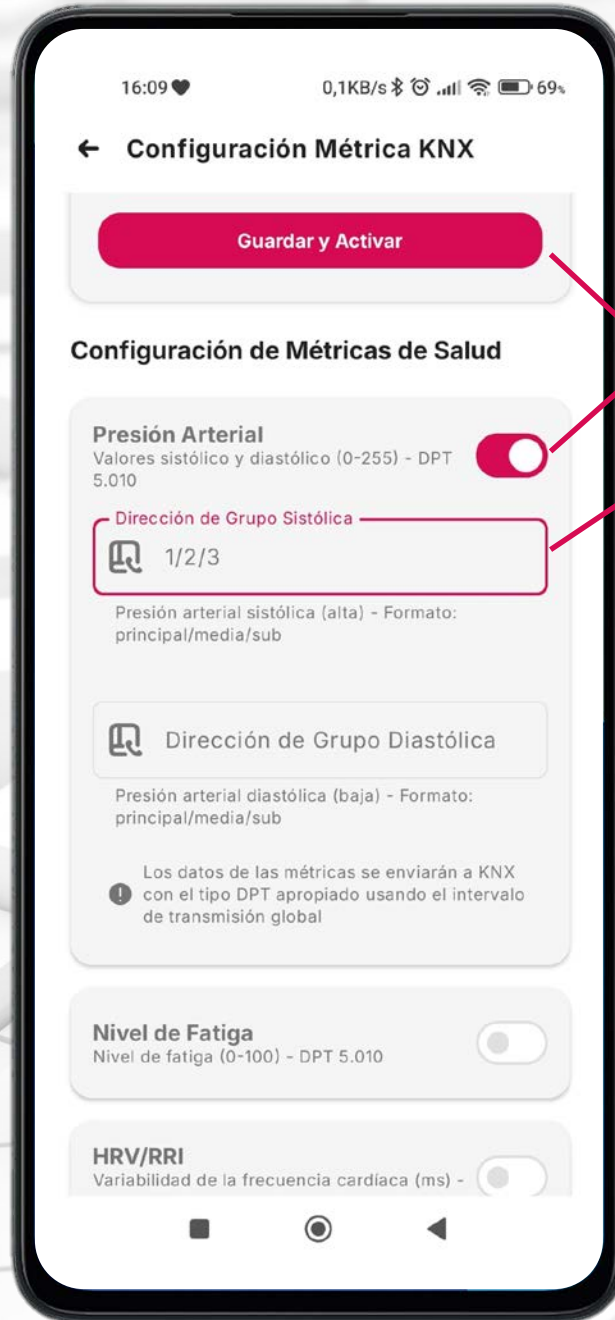 16:09 0,1KB/s 69%
Configuración Métrica KNX
Guardar y Activar
Configuración de Métricas de Salud
Presión Arterial
Valores sistólico y diastólico (0-255) - DPT
5.010
Dirección de Grupo Sistólica
1/2/3
Presión arterial sistólica (alta) - Formato:
principal/media/sub
Dirección de Grupo Diastólica
Presión arterial diastólica (baja) - Formato:
principal/media/sub
Los datos de las métricas se enviarán a KNX
con el tipo DPT apropiado usando el intervalo
de transmisión global
Nivel de Fatiga
Nivel de fatiga (0-100) - DPT 5.010
HRV/RRI
Variabilidad de la frecuencia cardíaca (ms) -